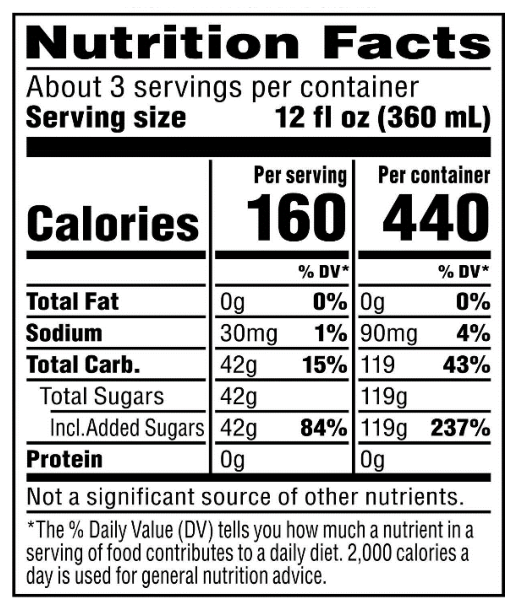 Nutrition Facts
About 3 servings per container
Serving size 12 fl oz (360 mL)
Per serving Per container
Calories 160 440
% DV* % DV*
Total Fat 0g 0% 0g 0%
Sodium 30mg 1% 90mg 4%
Total Carb. 42g 15% 119 43%
Total Sugars 42g 119g
Incl.Added Sugars 42g 84% 119g 237%
Protein 0g 0g
Not a significant source of other nutrients.
*The % Daily Value (DV) tells you how much a nutrient in a
serving of food contributes to a daily diet. 2,000 calories a
day is used for general nutrition advice.